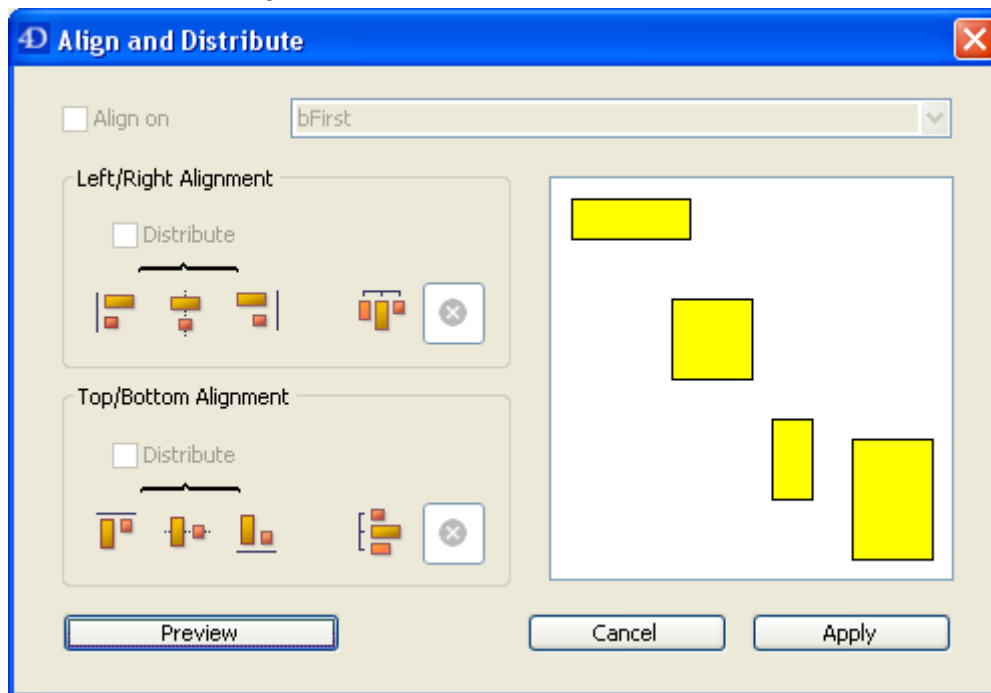 4D Align and Distribute
Align on
bFirst
Left/Right Alignment
Distribute
Top/Bottom Alignment
Distribute
Preview
Cancel
Apply